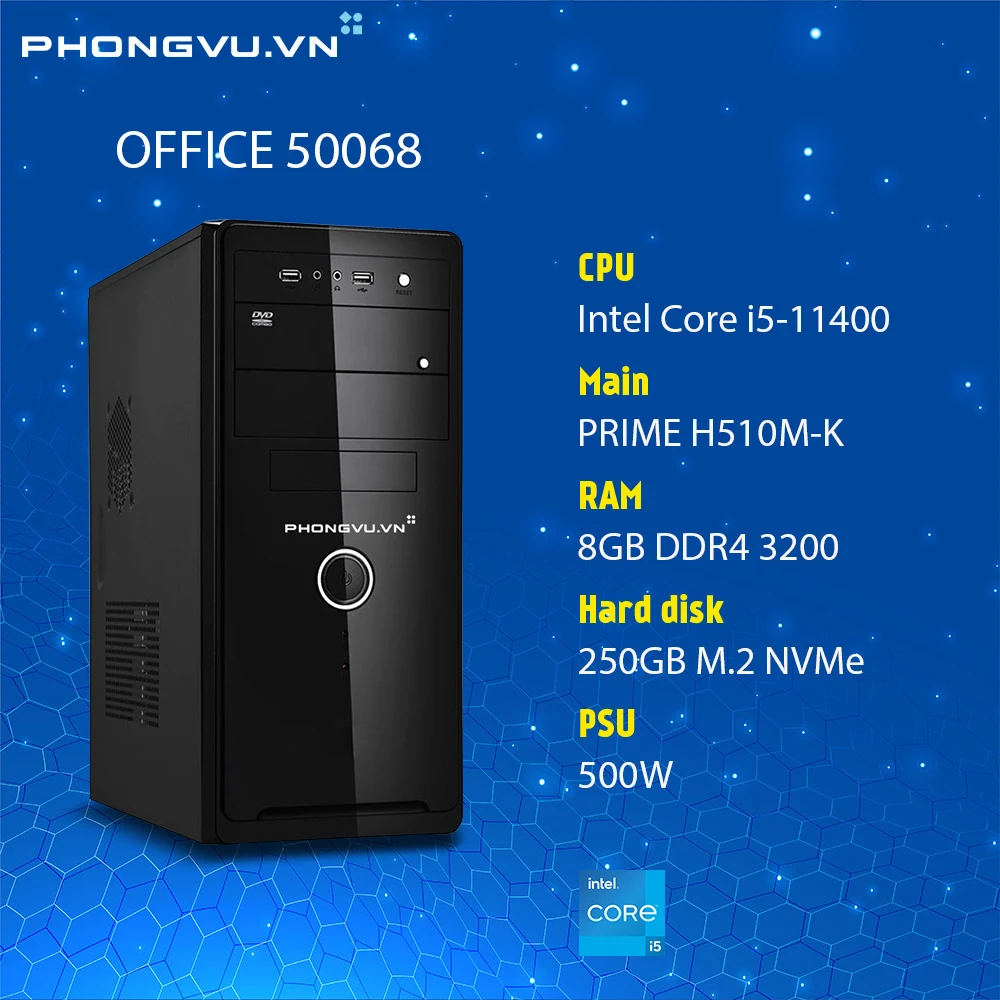 PHONGVU.VN
OFFICE 50068
RESET
DVD
COMBO
PHONGVU.VN
CPU
Intel Core i5-11400
Main
PRIME H510M-K
RAM
8GB DDR4 3200
Hard disk
250GB M.2 NVMe
PSU
500W
intel.
CORE
i5